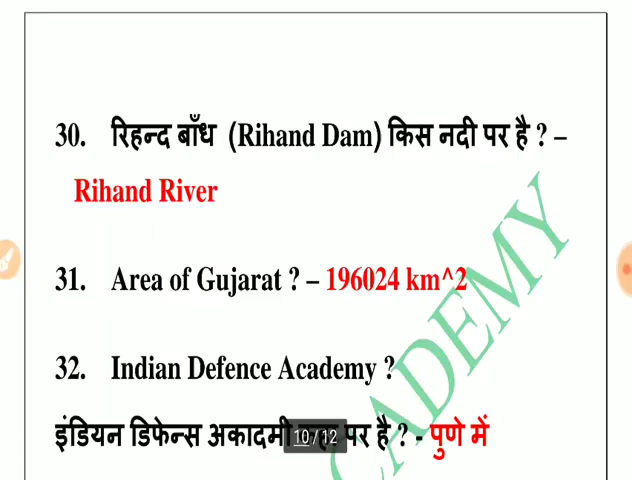 30. रिहन्द बाँध (Rihand Dam) किस नदी पर है ? –
Rihand River
31. Area of Gujarat ? – 196024 km^2
32. Indian Defence Academy ?
इंडियन डिफेन्स अकादमी पर है ? - पुणे में
10 / 12
CADEMY